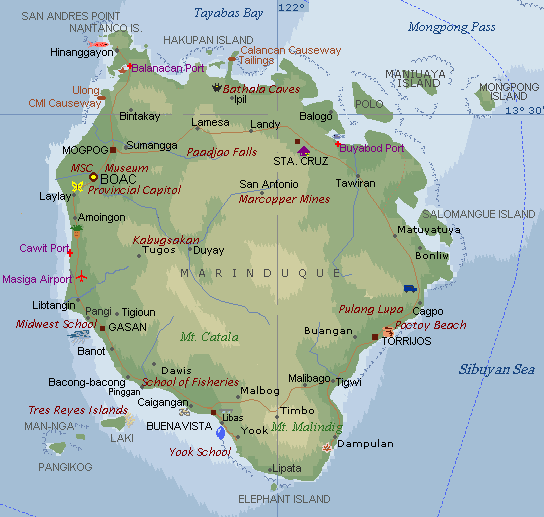 Tayabas Bay
122°
SAN ANDRES POINT
NANTANCO IS.
Mongpong Pass
HAKUPAN ISLAND
Hinanggayon
Calancan Causeway
Tailings
Balanacan Port
MANIUAYA
ISLAND
Ulong
Bathala Caves
MONGPONG
ISLAND
CMI Causeway
Ipil
POLO
Bintakay
Balogo
13° 30'
Lamesa
Landy
MOGPOG
Sumangga
Paadjao Falls
Buyabod Port
STA. CRUZ
MSC Museum
BOAC
Tawiran
Provincial Capitol
San Antonio
Laylay
Marcopper Mines
Amoingon
SALOMANGUE ISLAND
Matuyatuya
Cawit Port
Kabugsakan
Tugos
Duyay
Bonliw
Masiga Airport
MARINDUQUE
Libtangin
Pangi
Tigioun
Pulang Lupa
Cagpo
Midwest School
GASAN
Buangan
Poctoy Beach
Mt. Catala
TORRIJOS
Banot
Dawis
Sibuyan Sea
Bacong-bacong
School of Fisheries
Malibago
Tigwi
Pinggan
Malbog
Caigangan
Tres Reyes Islands
Libas
Timbo
MAN-NGA
BUENAVISTA
Mt. Malindig
LAKI
Yook
Dampulan
Yook School
PANGIKOG
Lipata
ELEPHANT ISLAND